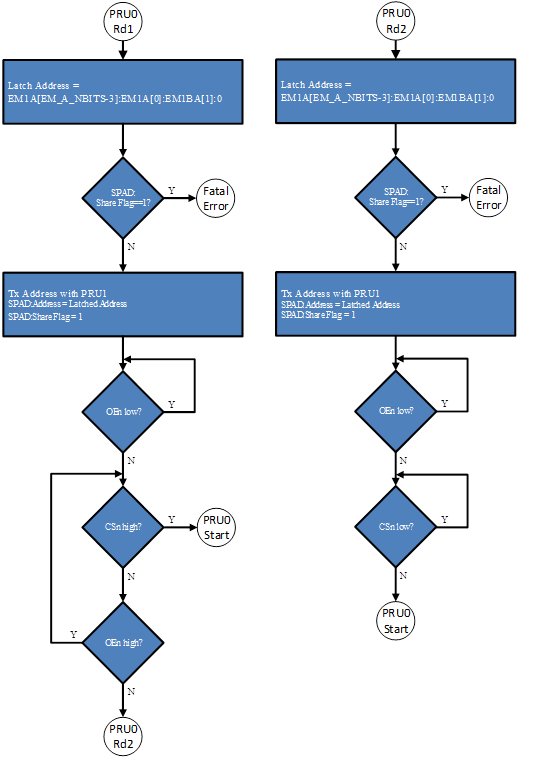 PRU0
Rd1
Latch Address =
EM1A[EM_A_NBITS-3]:EM1A[0]:EM1BA[1]:0
SPAD:
Share Flag==1?
Y
Fatal
Error
N
Tx Address with PRU1
SPAD:Address = Latched Address
SPAD:ShareFlag = 1
OEn low?
Y
N
CSn high?
Y
PRU0
Start
N
OEn high?
Y
N
PRU0
Rd2
PRU0
Rd2
Latch Address =
EM1A[EM_A_NBITS-3]:EM1A[0]:EM1BA[1]:0
SPAD:
Share Flag==1?
Y
Fatal
Error
N
Tx Address with PRU1
SPAD:Address = Latched Address
SPAD:ShareFlag = 1
OEn low?
Y
N
CSn low?
Y
N
PRU0
Start